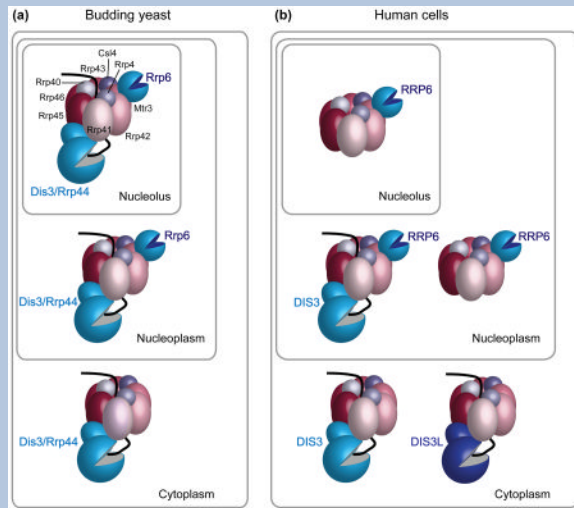 (a) Budding yeast
(b) Human cells
Csl4
Rrp43
Rrp4
Rrp40
Rrp6
Rrp46
Mtr3
Rrp45
Rrp41
Rrp42
Dis3/Rrp44
Nucleolus
RRP6
Nucleolus
Rrp6
Dis3/Rrp44
Nucleoplasm
RRP6
RRP6
DIS3
Nucleoplasm
Dis3/Rrp44
Cytoplasm
DIS3
DIS3L
Cytoplasm